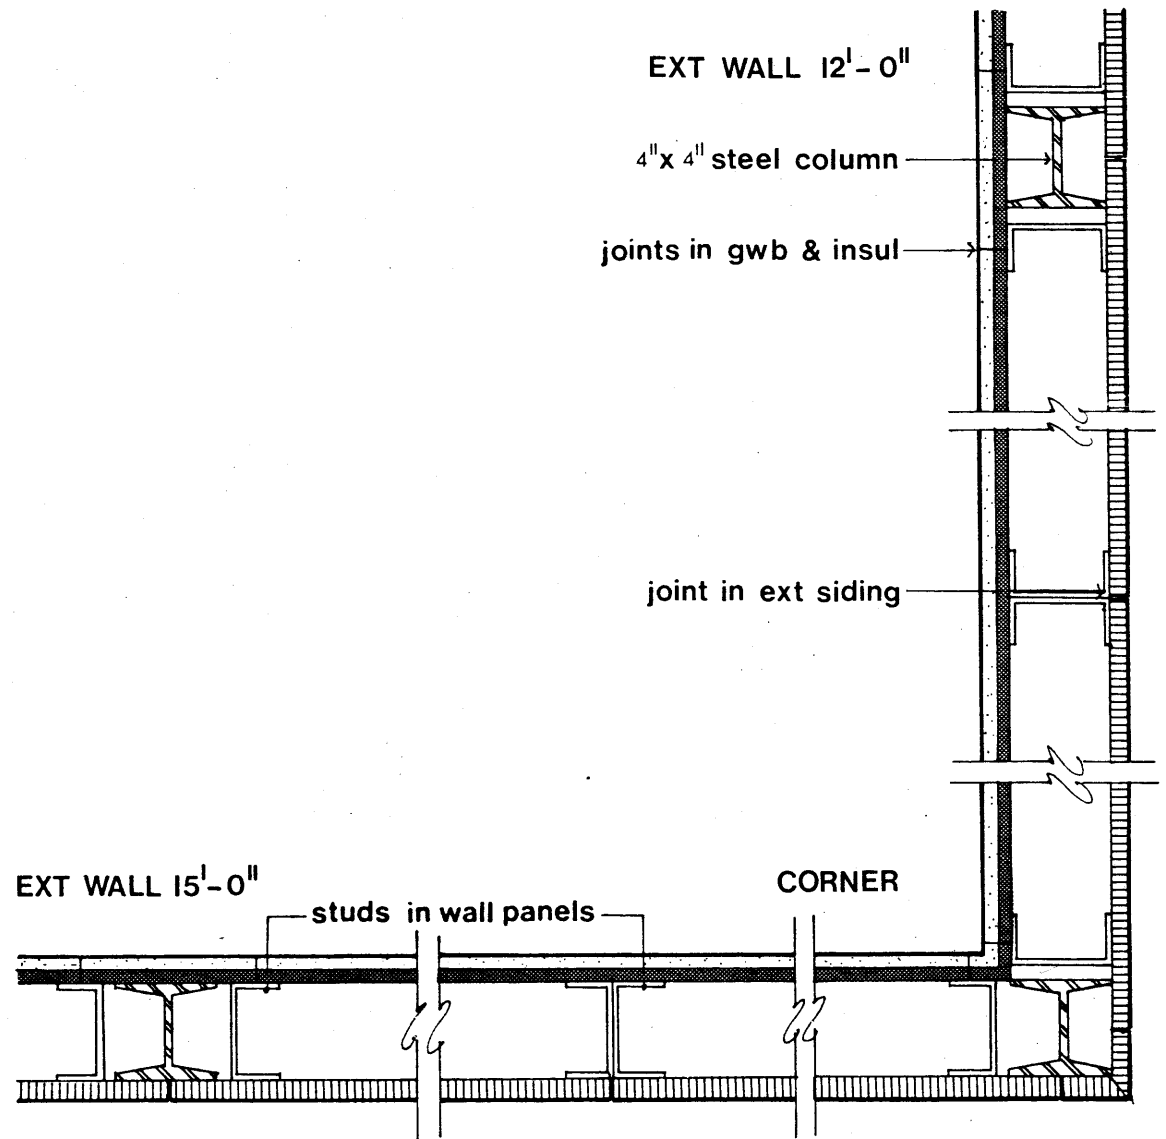 EXT WALL 12'-0"
4"x 4" steel column
joints in gwb & insul
joint in ext siding
EXT WALL 15'-0"
CORNER
studs in wall panels